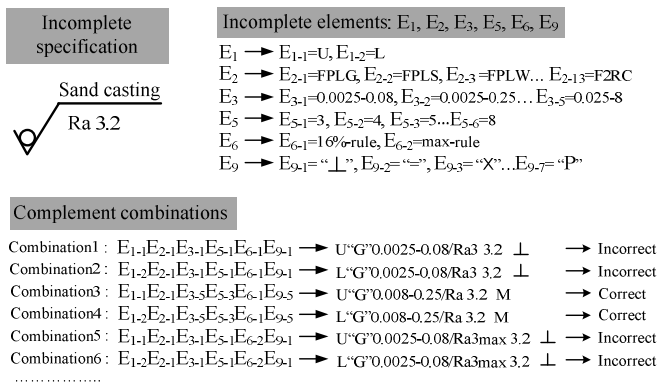 Incomplete specification
Sand casting
Ra 3.2
Incomplete elements: E1, E2, E3, E5, E6, E9
E1 → E1-1=U, E1-2=L
E2 → E2-1=FPLG, E2-2=FPLS, E2-3 =FPLW... E2-13=F2RC
E3 → E3-1=0.0025-0.08, E3-2=0.0025-0.25... E3-5=0.025-8
E5 → E5-1=3, E5-2=4, E5-3=5...E5-6=8
E6 → E6-1=16%-rule, E6-2=max-rule
E9 → E9-1= “⊥”, E9-2= “=”, E9-3= “X”...E9-7= “P”
Complement combinations
Combination1 : E1-1E2-1E3-1E5-1E6-1E9-1 → U“G”0.0025-0.08/Ra3 3.2 ⊥ → Incorrect
Combination2 : E1-2E2-1E3-1E5-1E6-1E9-1 → L“G”0.0025-0.08/Ra3 3.2 ⊥ → Incorrect
Combination3 : E1-1E2-1E3-5E5-3E6-1E9-5 → U“G”0.008-0.25/Ra 3.2 M → Correct
Combination4 : E1-2E2-1E3-5E5-3E6-1E9-5 → L“G”0.008-0.25/Ra 3.2 M → Correct
Combination5 : E1-1E2-1E3-1E5-1E6-2E9-1 → U“G”0.0025-0.08/Ra3max 3.2 ⊥ → Incorrect
Combination6 : E1-2E2-1E3-1E5-1E6-2E9-1 → L“G”0.0025-0.08/Ra3max 3.2 ⊥ → Incorrect
……………..